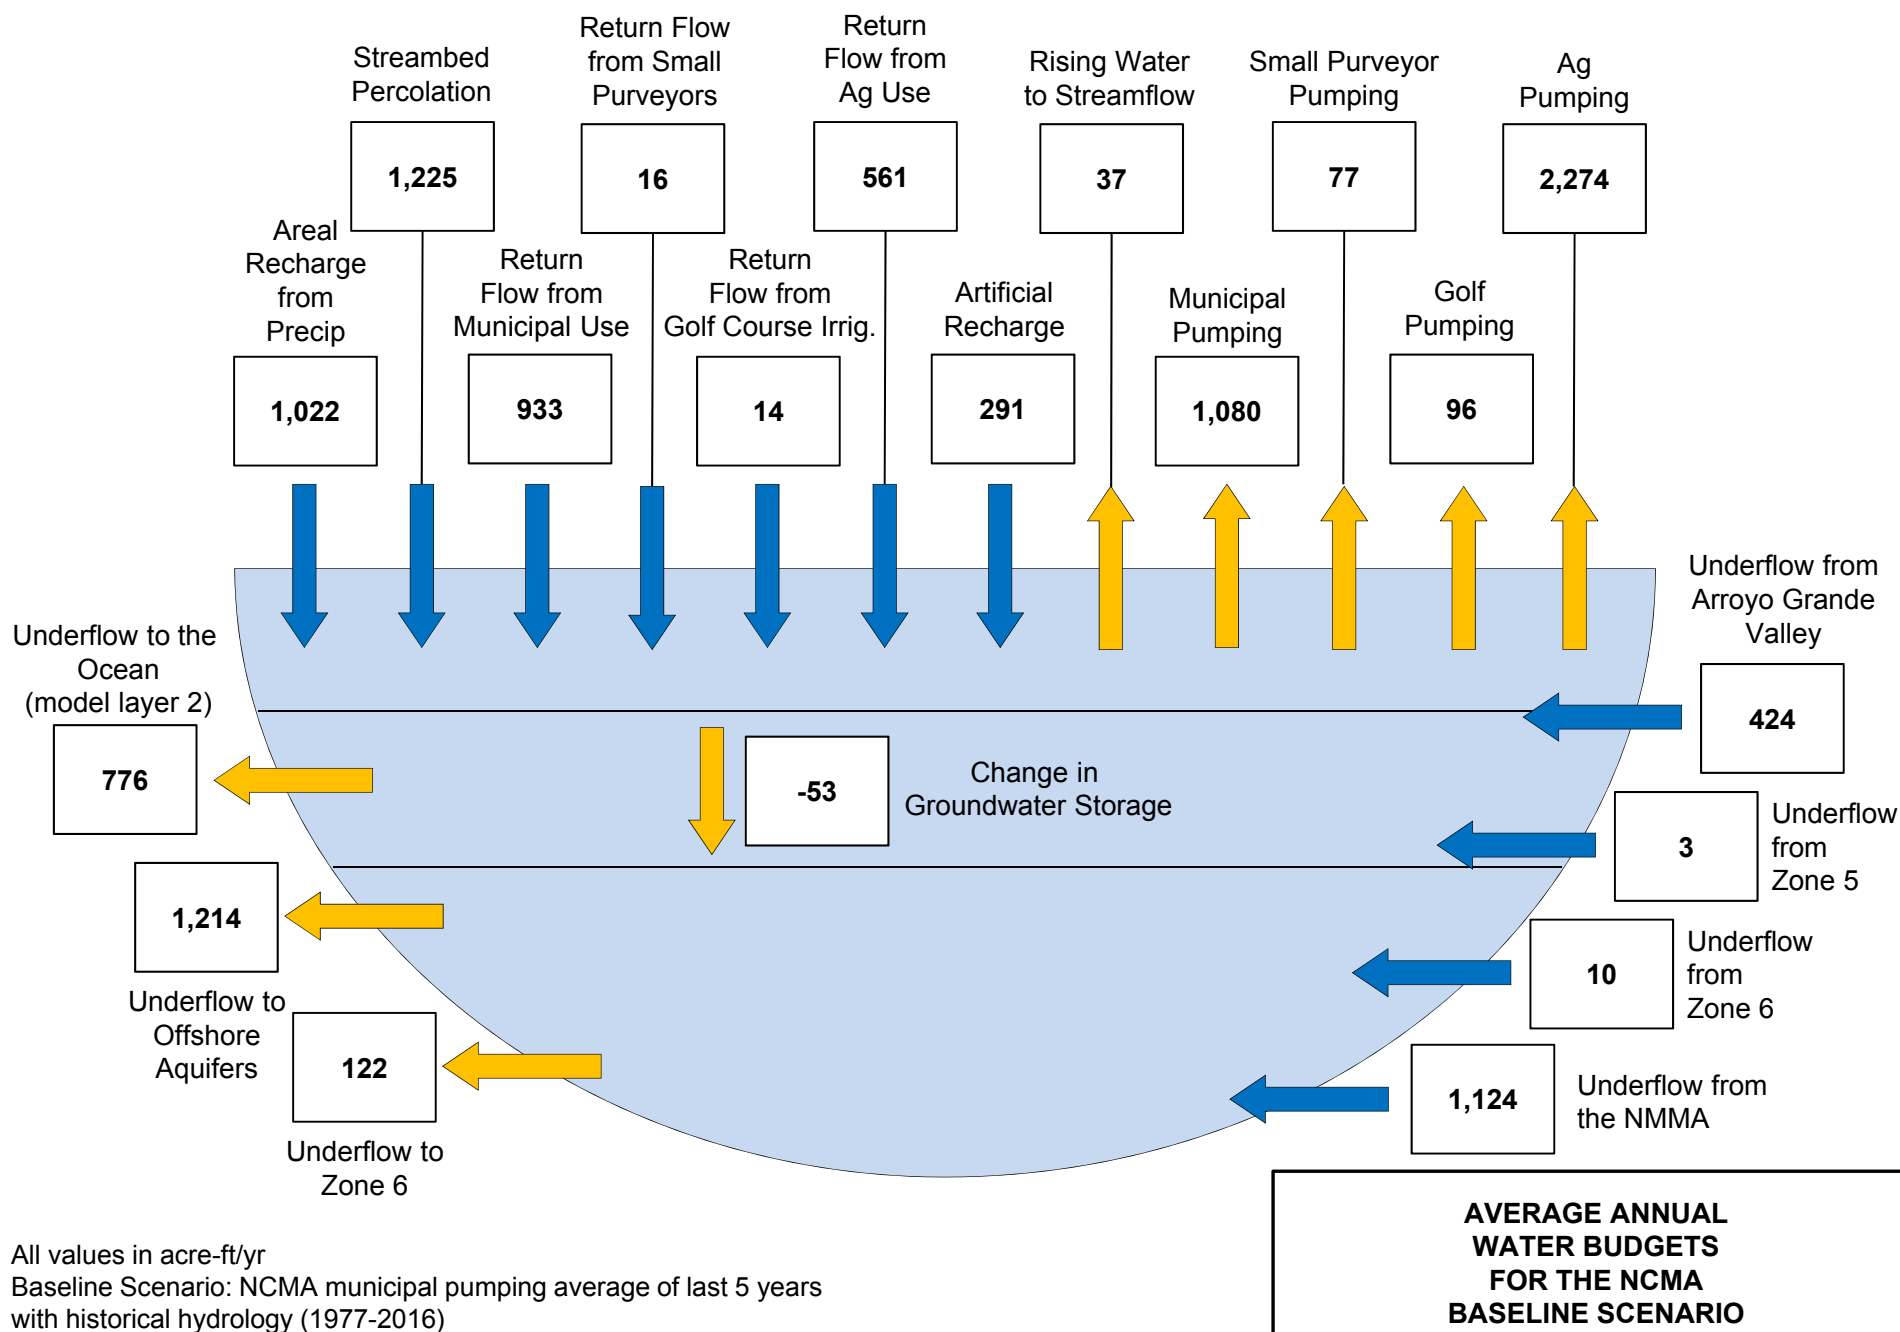 Streambed
Percolation
1,225
Return Flow
from Small
Purveyors
16
Return
Flow from
Ag Use
561
Rising Water
to Streamflow
37
Small Purveyor
Pumping
77
Ag
Pumping
2,274
Areal
Recharge
from
Precip
1,022
Return
Flow from
Municipal Use
933
Return
Flow from
Golf Course Irrig.
14
Artificial
Recharge
291
Municipal
Pumping
1,080
Golf
Pumping
96
Underflow to the
Ocean
(model layer 2)
776
1,214
Underflow to
Offshore
Aquifers
122
Underflow to
Zone 6
-53
Change in
Groundwater Storage
Underflow from
Arroyo Grande
Valley
424
3
Underflow
from
Zone 5
10
Underflow
from
Zone 6
1,124
Underflow from
the NMMA
All values in acre-ft/yr
Baseline Scenario: NCMA municipal pumping average of last 5 years
with historical hydrology (1977-2016)
AVERAGE ANNUAL
WATER BUDGETS
FOR THE NCMA
BASELINE SCENARIO